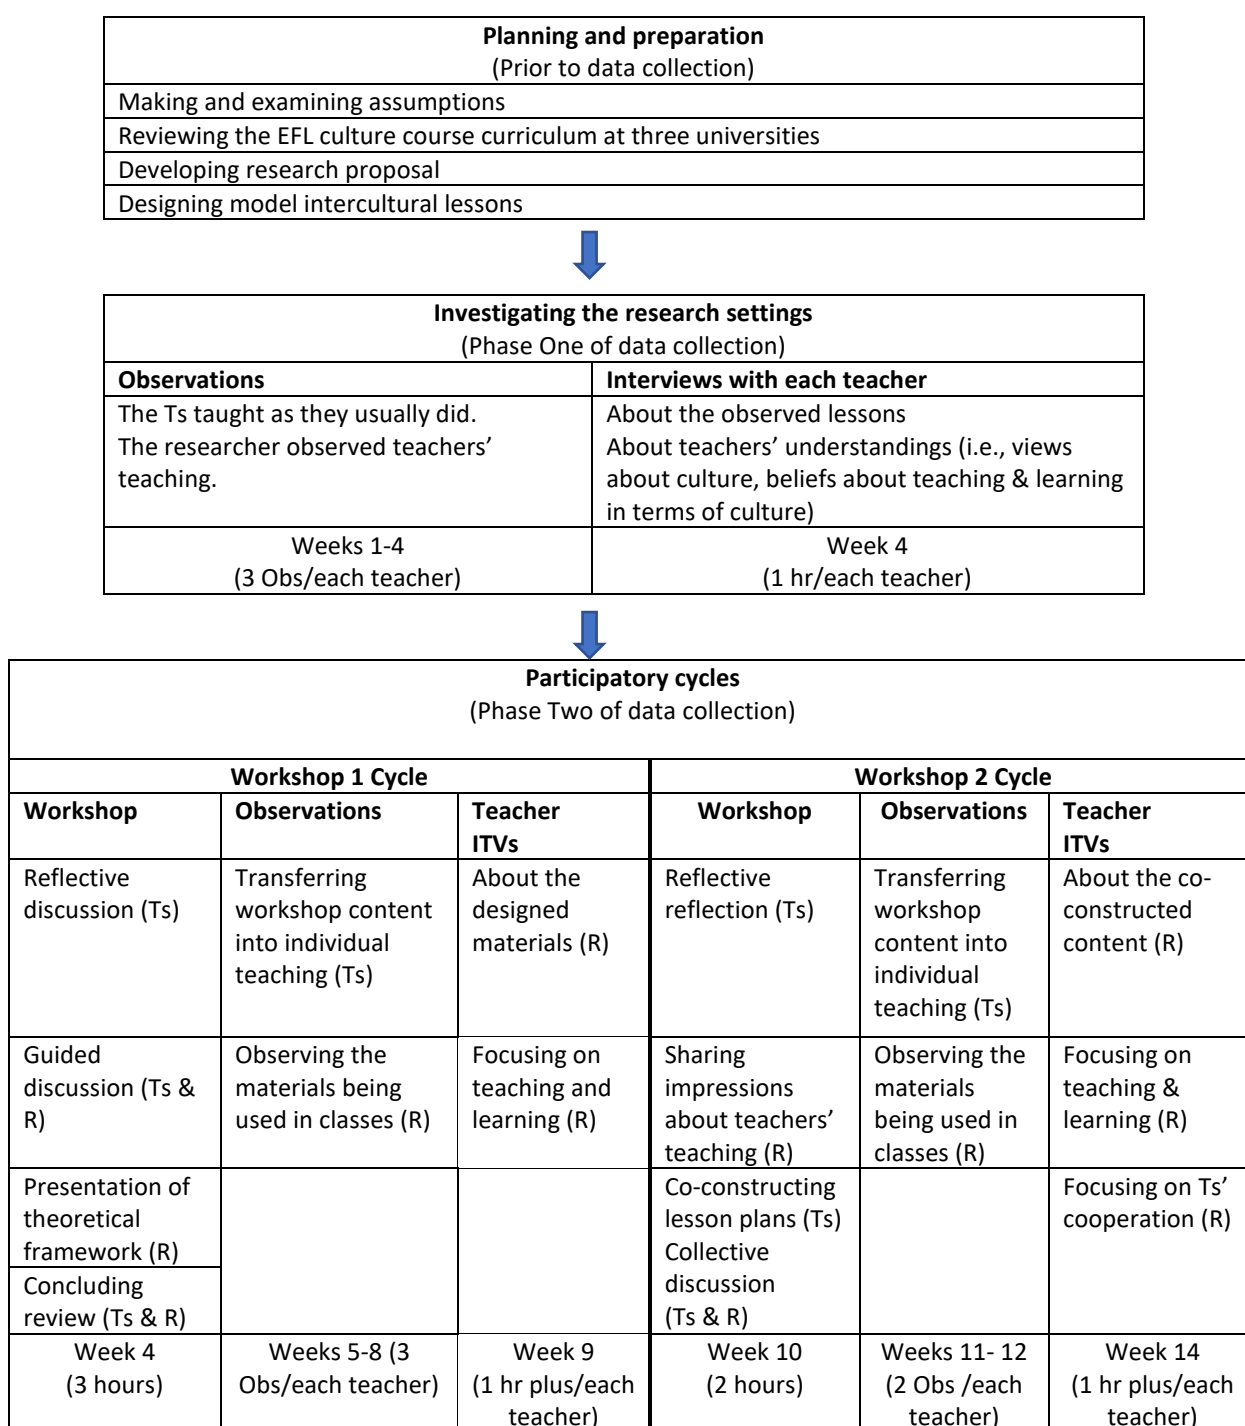 Planning and preparation
(Prior to data collection)
Making and examining assumptions
Reviewing the EFL culture course curriculum at three universities
Developing research proposal
Designing model intercultural lessons
Investigating the research settings
(Phase One of data collection)
Observations
The Ts taught as they usually did.
The researcher observed teachers’
teaching.
Weeks 1-4
(3 Obs/each teacher)
Interviews with each teacher
About the observed lessons
About teachers’ understandings (i.e., views
about culture, beliefs about teaching & learning
in terms of culture)
Week 4
(1 hr/each teacher)
Participatory cycles
(Phase Two of data collection)
Workshop 1 Cycle
Workshop
Reflective
discussion (Ts)
Guided
discussion (Ts &
R)
Presentation of
theoretical
framework (R)
Concluding
review (Ts & R)
Week 4
(3 hours)
Observations
Transferring
workshop content
into individual
teaching (Ts)
Observing the
materials being
used in classes (R)
Weeks 5-8 (3
Obs/each teacher)
Teacher
ITVs
About the
designed
materials (R)
Focusing on
teaching and
learning (R)
Week 9
(1 hr plus/each
teacher)
Workshop 2 Cycle
Workshop
Reflective
reflection (Ts)
Sharing
impressions
about teachers’
teaching (R)
Co-constructing
lesson plans (Ts)
Collective
discussion
(Ts & R)
Week 10
(2 hours)
Observations
Transferring
workshop
content into
individual
teaching (Ts)
Observing the
materials
being used in
classes (R)
Weeks 11- 12
(2 Obs /each
teacher)
Teacher
ITVs
About the co-
constructed
content (R)
Focusing on
teaching &
learning (R)
Focusing on Ts’
cooperation (R)
Week 14
(1 hr plus/each
teacher)